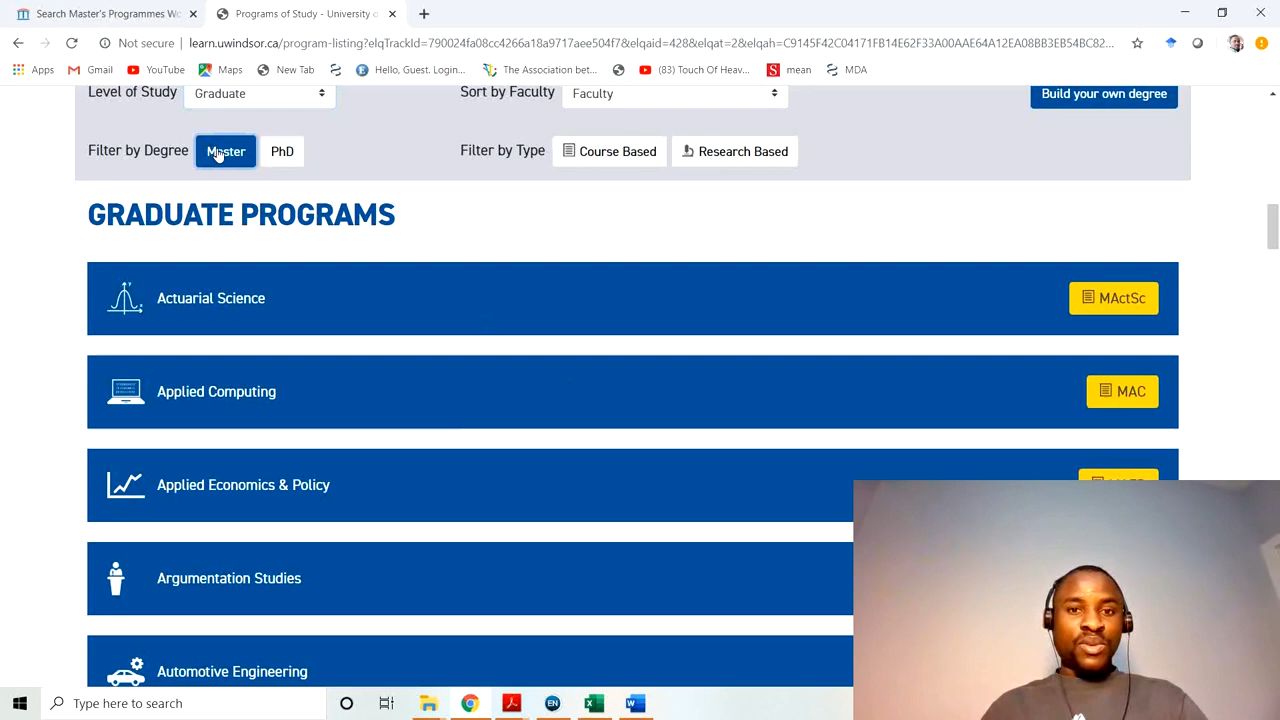 Search Master's Programmes Wo
Programs of Study - University o
Not secure
learn.uwindsor.ca/program-listing?elqTrackId=790024fa08cc4266a18a9717aee504f7&elqaid=428&elqat=2&elqah=C9145F42C04171FB14E62F33A00AAE64A12EA08BB3EB54BC82...
Apps
Gmail
YouTube
Maps
New Tab
Hello, Guest. Login...
The Association bet...
(83) Touch Of Heav...
mean
MDA
Level of Study
Graduate
Sort by Faculty
Faculty
Build your own degree
Filter by Degree
Master
PhD
Filter by Type
Course Based
Research Based
GRADUATE PROGRAMS
Actuarial Science
MActSc
Applied Computing
MAC
Applied Economics & Policy
Argumentation Studies
Automotive Engineering
Type here to search
EN